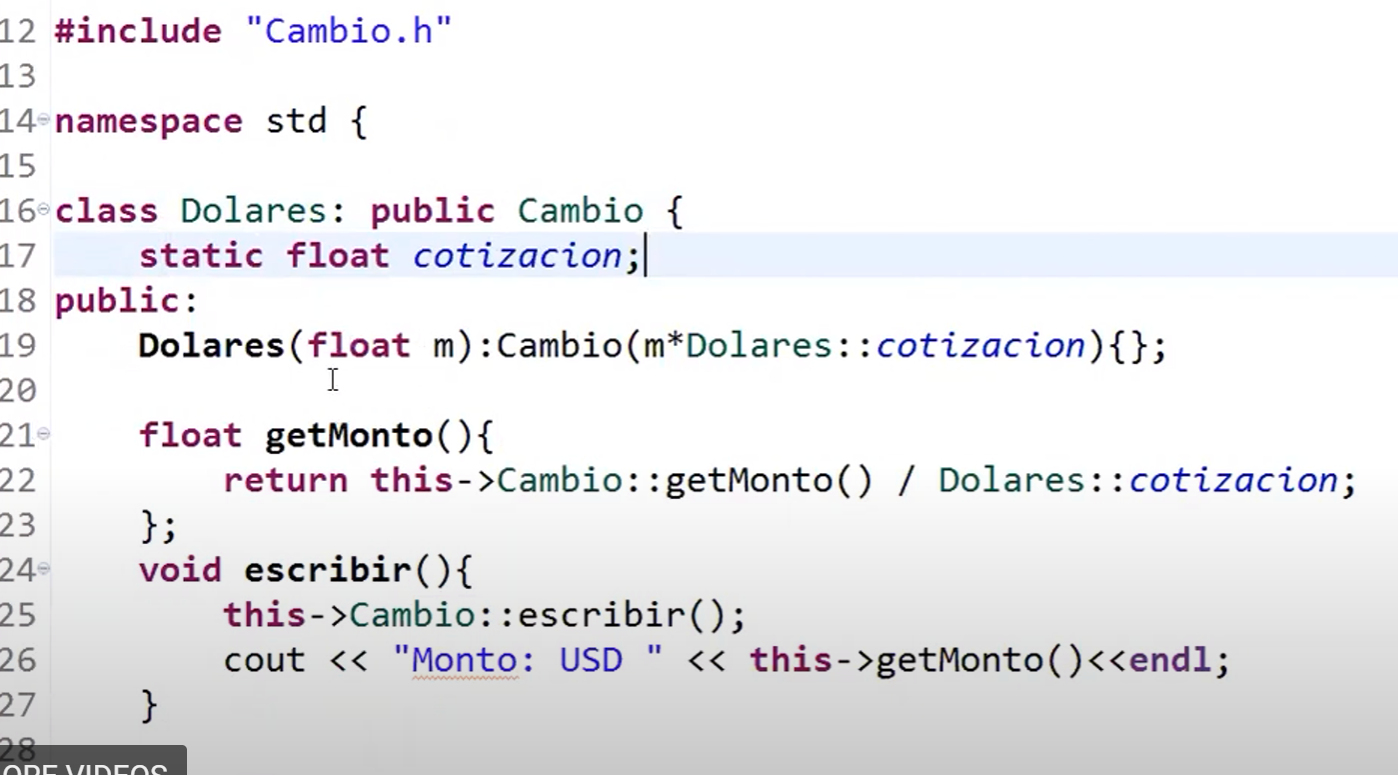 12 #include "Cambio.h"
13
14 namespace std {
15
16 class Dolares: public Cambio {
17     static float cotizacion;
18 public:
19     Dolares(float m):Cambio(m*Dolares::cotizacion){};
20
21     float getMonto(){
22         return this->Cambio::getMonto() / Dolares::cotizacion;
23     };
24     void escribir(){
25         this->Cambio::escribir();
26         cout << "Monto: USD " << this->getMonto()<<endl;
27     }
28
VIDEOS